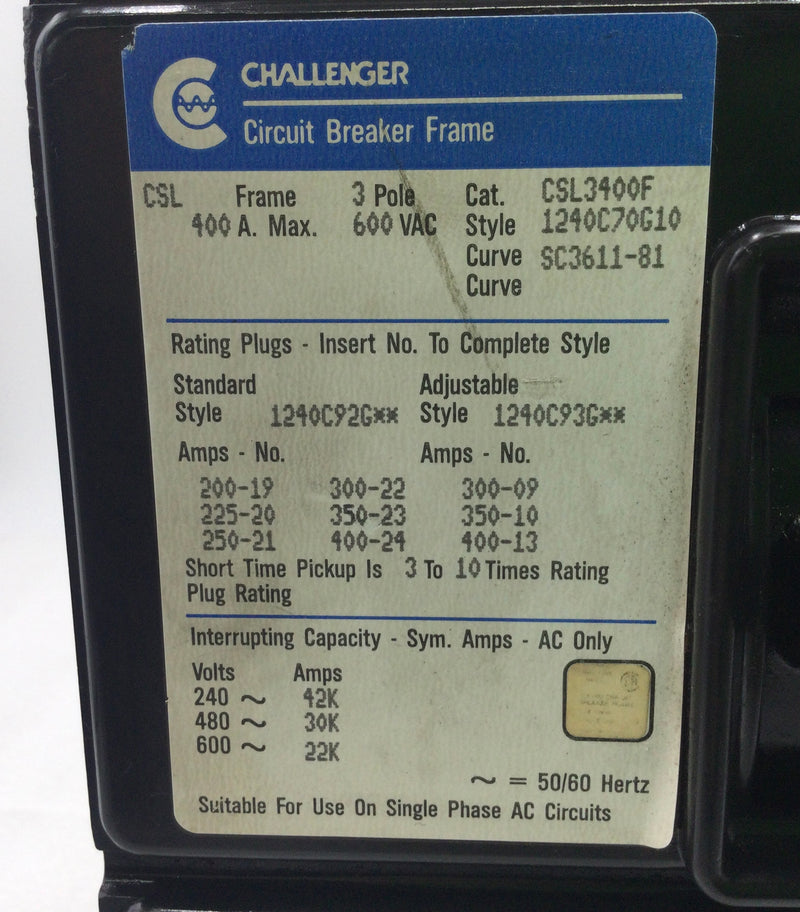 CHALLENGER
Circuit Breaker Frame
CSL Frame 3 Pole Cat. CSL3400F
400 A. Max. 600 VAC Style 1240C70G10
Curve SC3611-81
Curve
Rating Plugs - Insert No. To Complete Style
Standard Adjustable
Style 1240C92G** Style 1240C93G**
Amps - No. Amps - No.
200-19 300-22 300-09
225-20 350-23 350-10
250-21 400-24 400-13
Short Time Pickup Is 3 To 10 Times Rating
Plug Rating
Interrupting Capacity - Sym. Amps - AC Only
Volts Amps
240 ~ 42K
480 ~ 30K
600 ~ 22K
~ = 50/60 Hertz
Suitable For Use On Single Phase AC Circuits